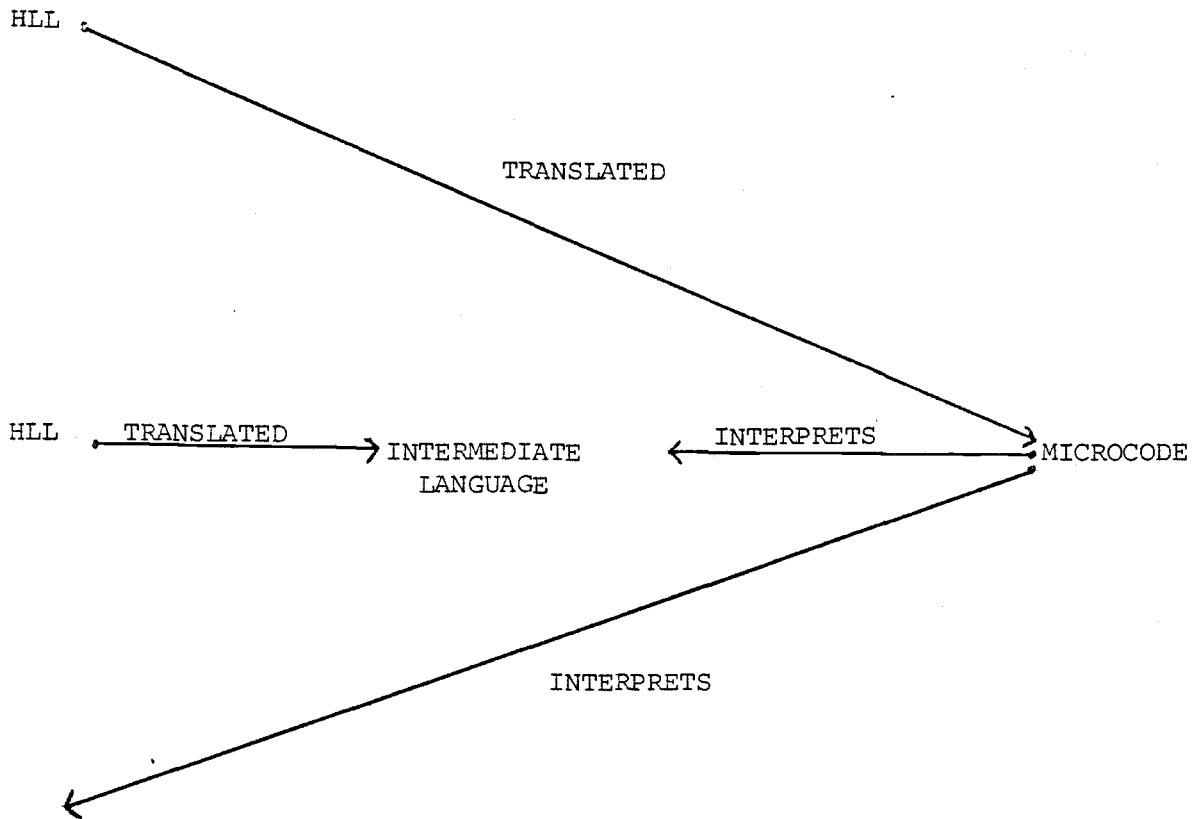 HLL
TRANSLATED
HLL TRANSLATED
INTERPRETS
INTERMEDIATE
LANGUAGE
MICROCODE
INTERPRETS